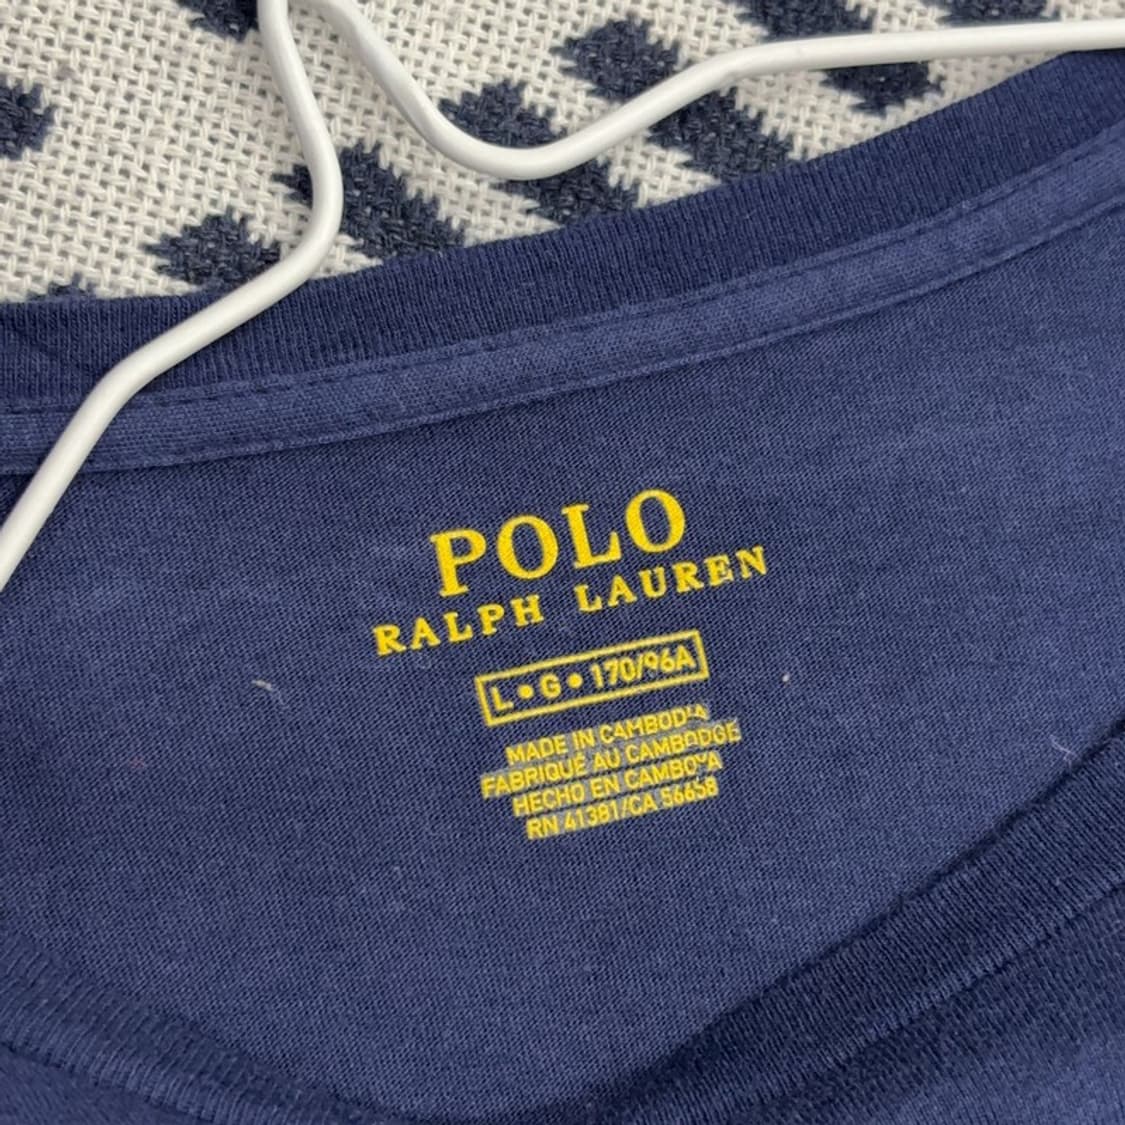 POLO
RALPH LAUREN
L • G • 170/96A
MADE IN CAMBODIA
FABRIQUÉ AU CAMBODGE
HECHO EN CAMBOYA
RN 41381/CA 56658